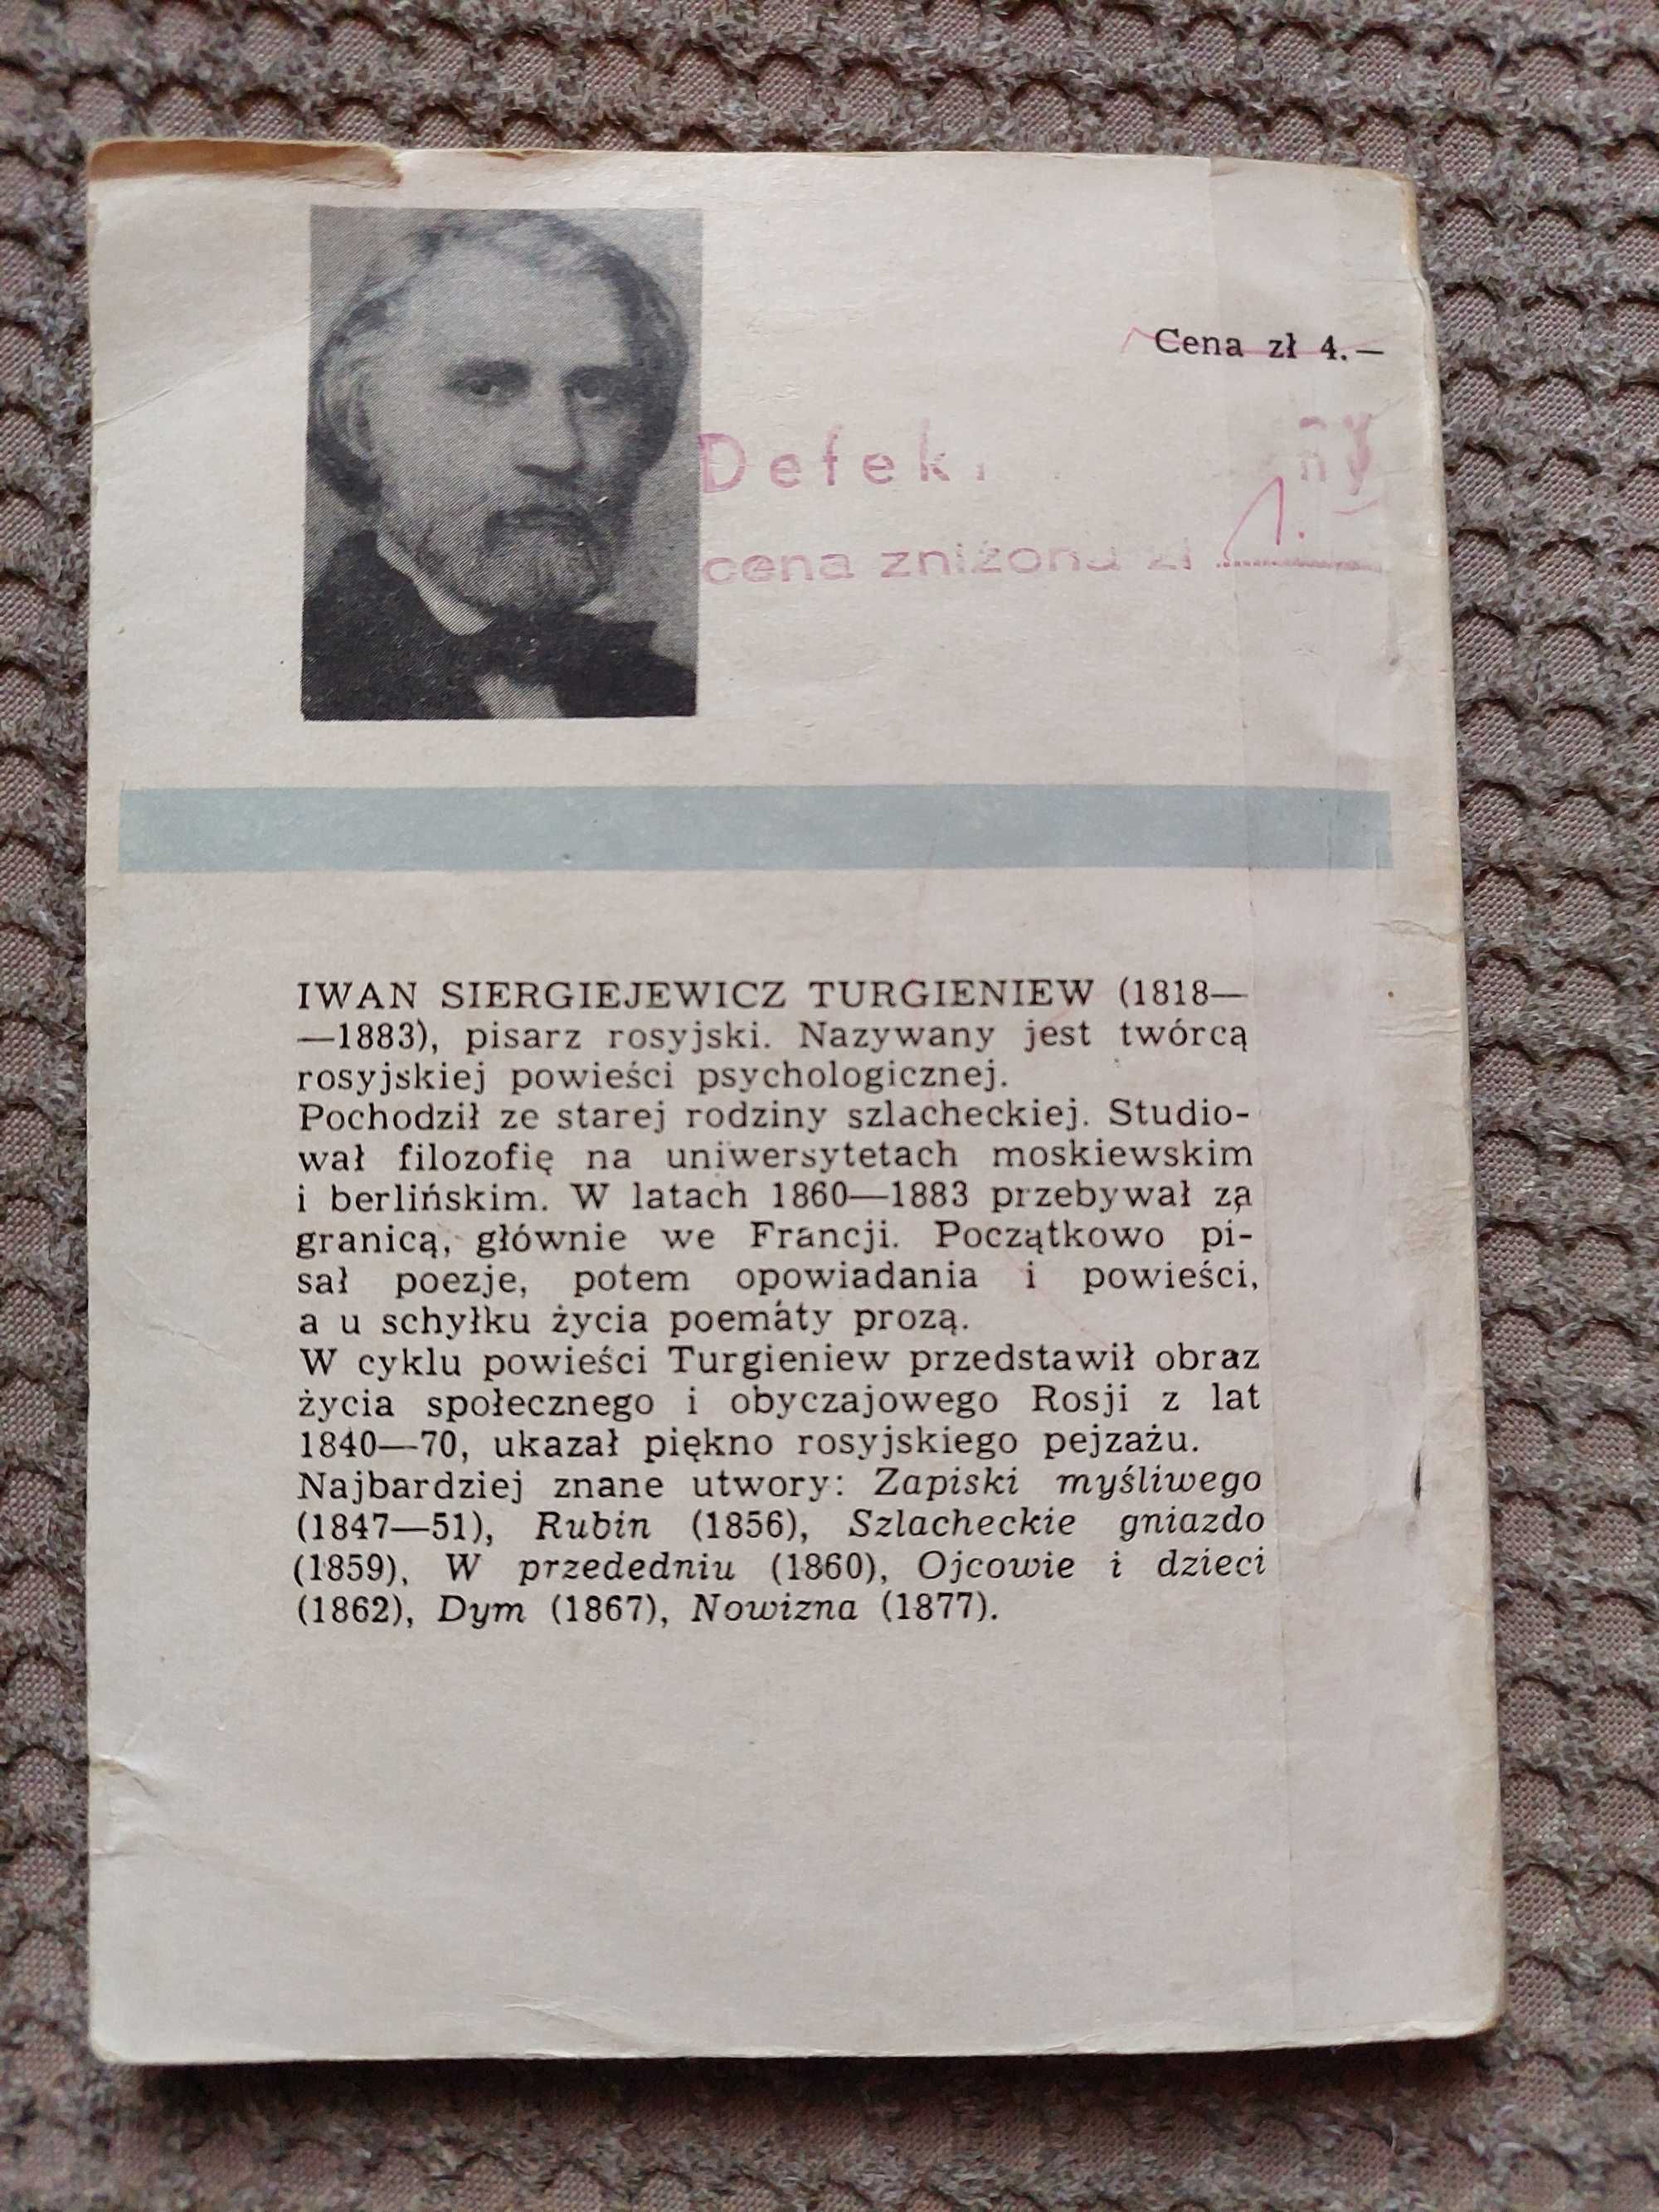 Cena zł 4.—
cena zniżona zł 1.—
IWAN SIERGIEJEWICZ TURGIENIEW (1818—
—1883), pisarz rosyjski. Nazywany jest twórcą
rosyjskiej powieści psychologicznej.
Pochodził ze starej rodziny szlacheckiej. Studio-
wał filozofię na uniwersytetach moskiewskim
i berlińskim. W latach 1860—1883 przebywał za
granicą, głównie we Francji. Początkowo pi-
sał poezje, potem opowiadania i powieści,
a u schyłku życia poematy prozą.
W cyklu powieści Turgieniew przedstawił obraz
życia społecznego i obyczajowego Rosji z lat
1840—70, ukazał piękno rosyjskiego pejzażu.
Najbardziej znane utwory: Zapiski myśliwego
(1847—51), Rubin (1856), Szlacheckie gniazdo
(1859), W przededniu (1860), Ojcowie i dzieci
(1862), Dym (1867), Nowizna (1877).